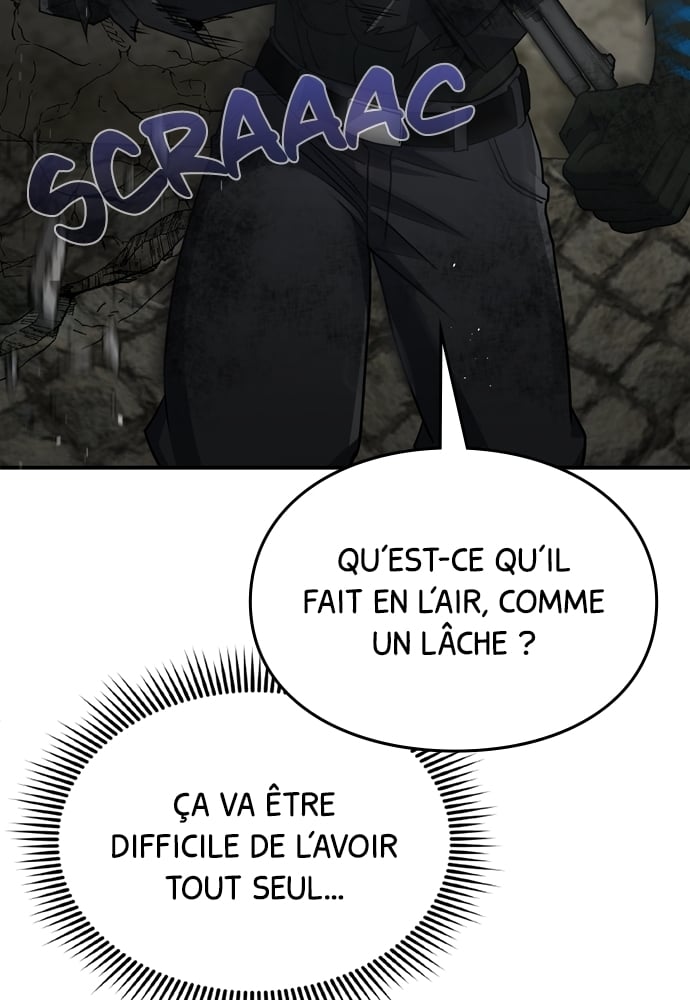 SCRAAAC
QU'EST-CE QU'IL
FAIT EN L'AIR, COMME
UN LÂCHE ?
ÇA VA ÊTRE
DIFFICILE DE L'AVOIR
TOUT SEUL...